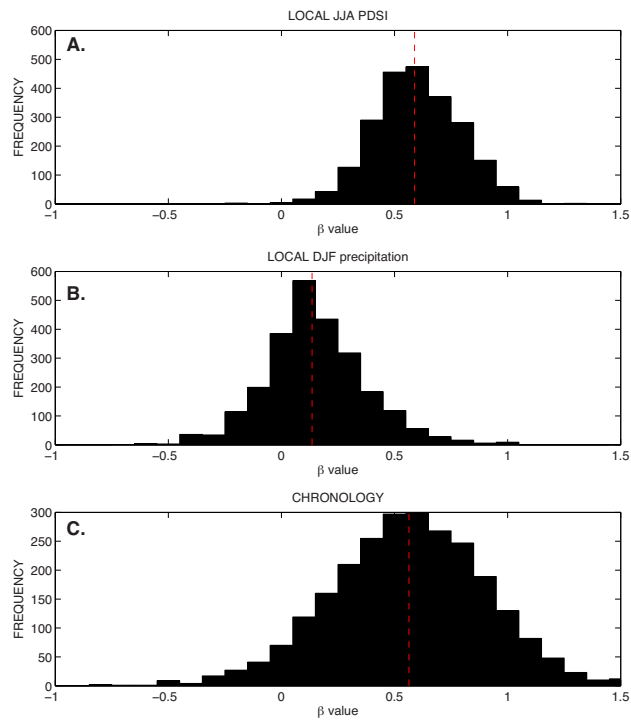 LOCAL JJA PDSI
A.
600
500
400
300
200
100
0
FREQUENCY
−1 −0.5 0 0.5 1 1.5
β value
LOCAL DJF precipitation
B.
600
500
400
300
200
100
0
FREQUENCY
−1 −0.5 0 0.5 1 1.5
β value
CHRONOLOGY
C.
300
250
200
150
100
50
0
FREQUENCY
−1 −0.5 0 0.5 1 1.5
β value